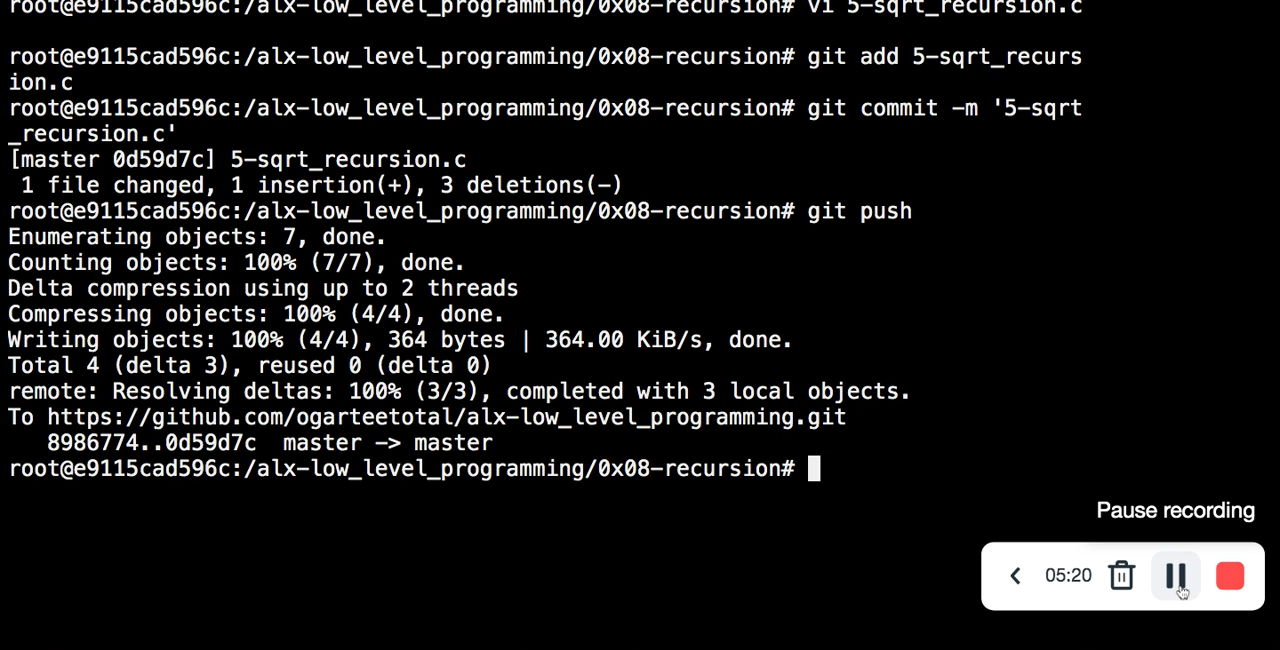 root@e9115cad596c:/alx-low_level_programming/0x08-recursion# vi 5-sqrt_recursion.c
root@e9115cad596c:/alx-low_level_programming/0x08-recursion# git add 5-sqrt_recurs
ion.c
root@e9115cad596c:/alx-low_level_programming/0x08-recursion# git commit -m '5-sqrt
_recursion.c'
[master 0d59d7c] 5-sqrt_recursion.c
 1 file changed, 1 insertion(+), 3 deletions(-)
root@e9115cad596c:/alx-low_level_programming/0x08-recursion# git push
Enumerating objects: 7, done.
Counting objects: 100% (7/7), done.
Delta compression using up to 2 threads
Compressing objects: 100% (4/4), done.
Writing objects: 100% (4/4), 364 bytes | 364.00 KiB/s, done.
Total 4 (delta 3), reused 0 (delta 0)
remote: Resolving deltas: 100% (3/3), completed with 3 local objects.
To https://github.com/ogarteetotal/alx-low_level_programming.git
   8986774..0d59d7c  master -> master
root@e9115cad596c:/alx-low_level_programming/0x08-recursion#
Pause recording
05:20